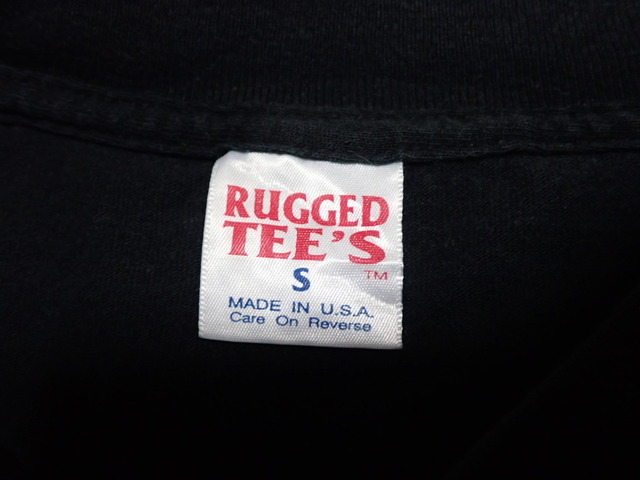 RUGGED
TEE'S
S
TM
MADE IN U.S.A.
Care On Reverse